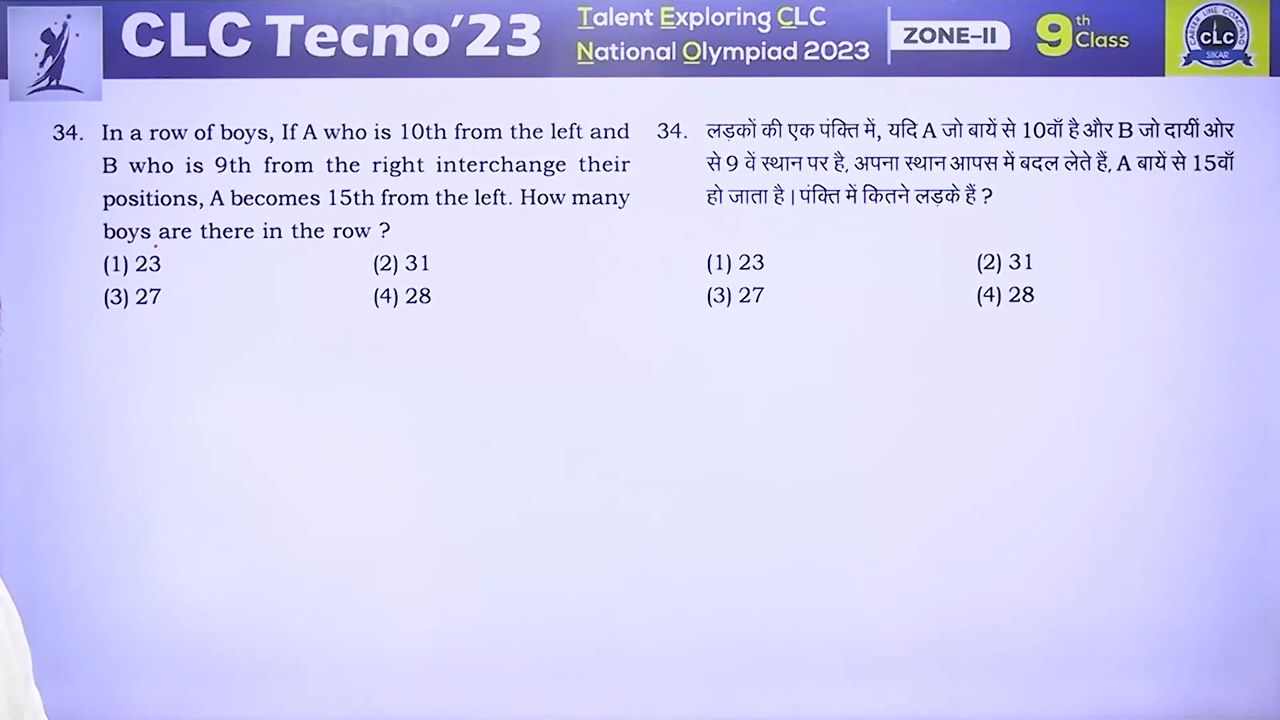 CLC Tecno'23
Talent Exploring CLC
National Olympiad 2023
ZONE–II
9th Class
CAREER LINE COACHING
CLC
SIKAR
34. In a row of boys, If A who is 10th from the left and
B who is 9th from the right interchange their
positions, A becomes 15th from the left. How many
boys are there in the row ?
(1) 23 (2) 31
(3) 27 (4) 28
34. लड़कों की एक पंक्ति में, यदि A जो बायें से 10वाँ है और B जो दायीं ओर
से 9 वें स्थान पर है, अपना स्थान आपस में बदल लेते हैं, A बायें से 15वाँ
हो जाता है। पंक्ति में कितने लड़के हैं ?
(1) 23 (2) 31
(3) 27 (4) 28